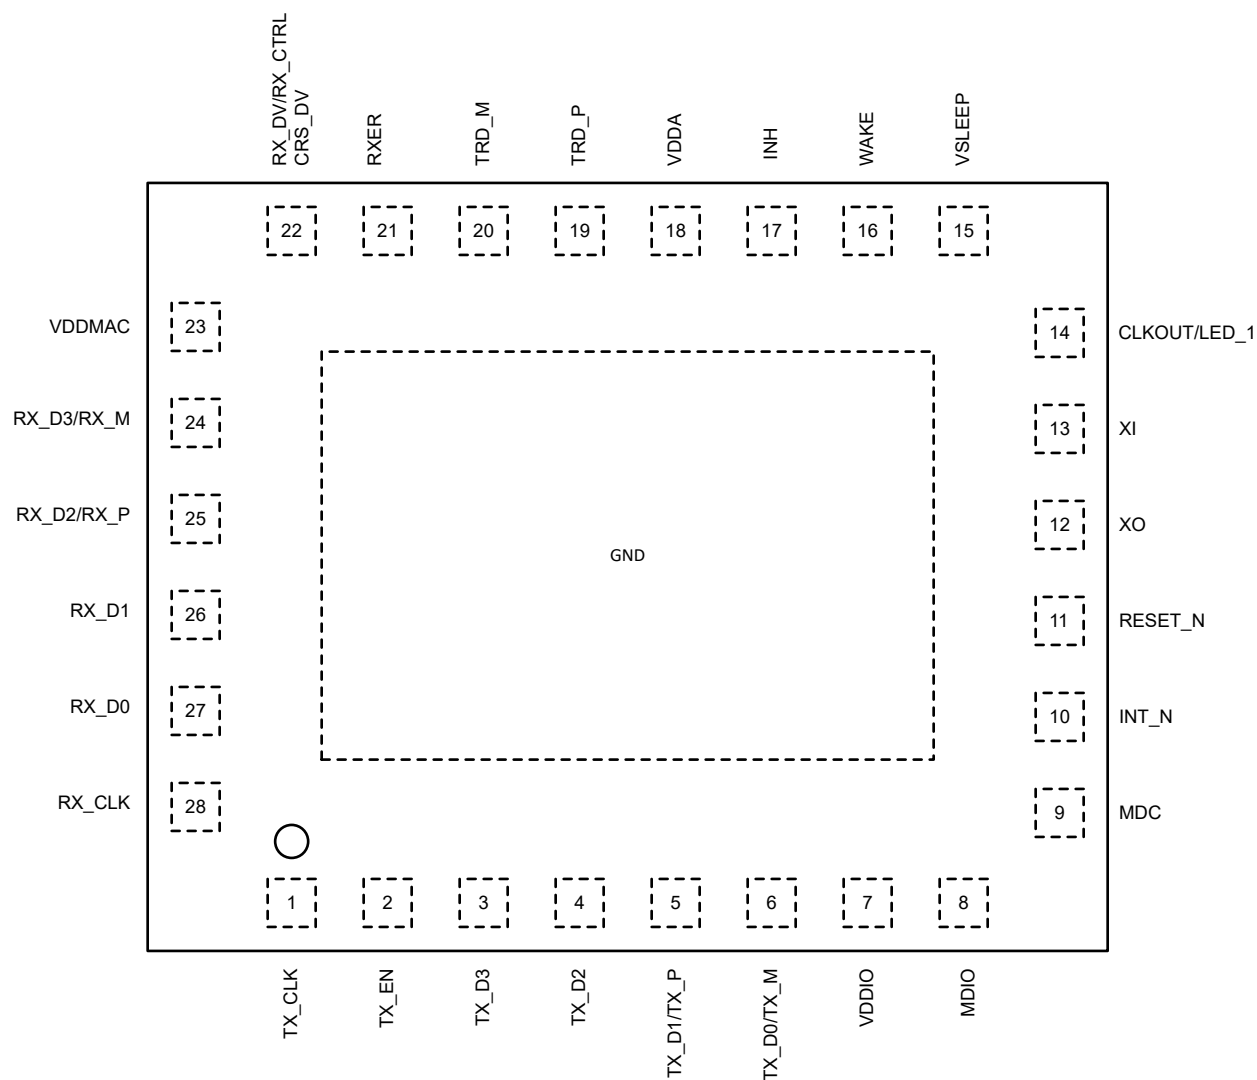 RX_DV/RX_CTRL
CRS_DV
RXER
TRD_M
TRD_P
VDDA
INH
WAKE
VSLEEP
22
21
20
19
18
17
16
15
VDDMAC
23
14
CLKOUT/LED_1
RX_D3/RX_M
24
13
XI
RX_D2/RX_P
25
12
XO
GND
RX_D1
26
11
RESET_N
RX_D0
27
10
INT_N
RX_CLK
28
9
MDC
1
2
3
4
5
6
7
8
TX_CLK
TX_EN
TX_D3
TX_D2
TX_D1/TX_P
TX_D0/TX_M
VDDIO
MDIO